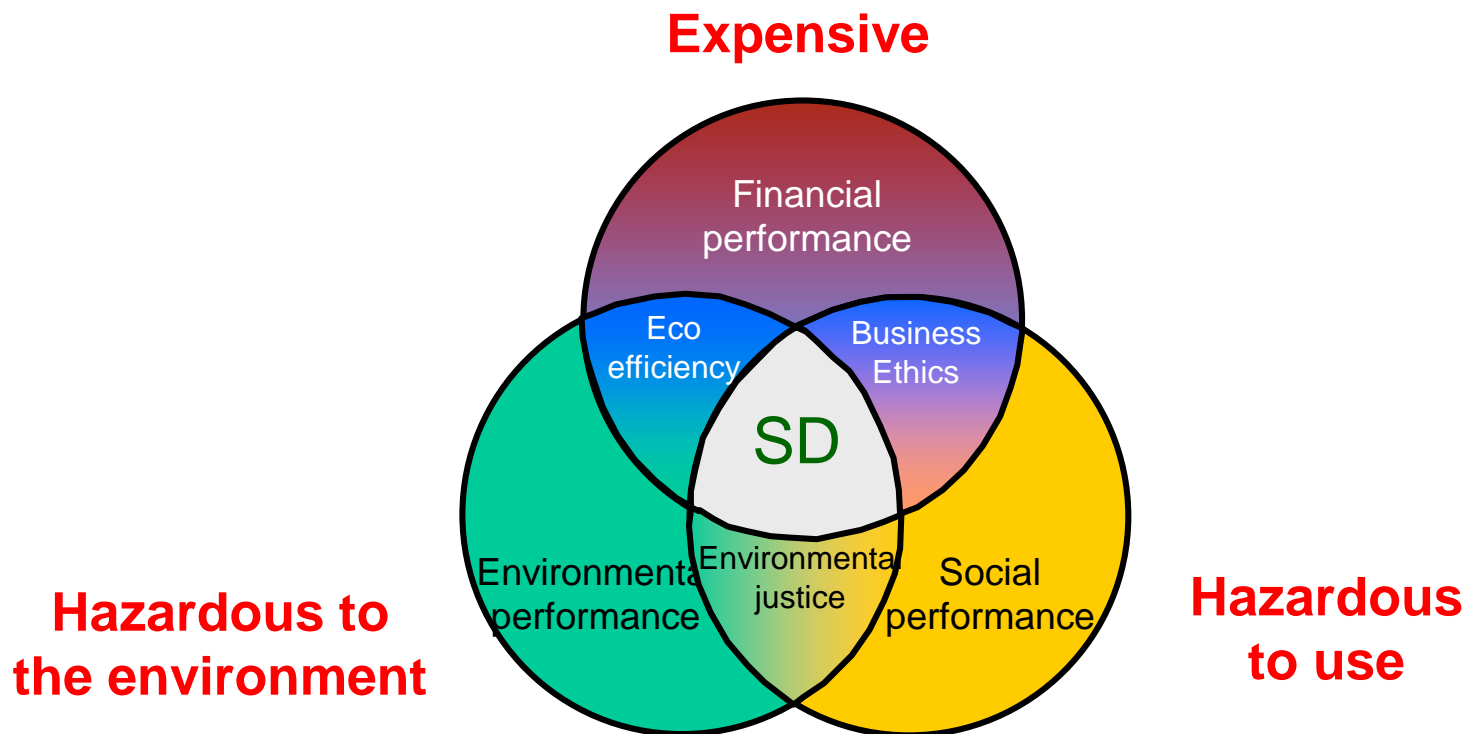 Expensive
Financial
performance
Eco
efficiency
Business
Ethics
SD
Environmental
justice
Environmenta
performance
Social
performance
Hazardous to
the environment
Hazardous
to use